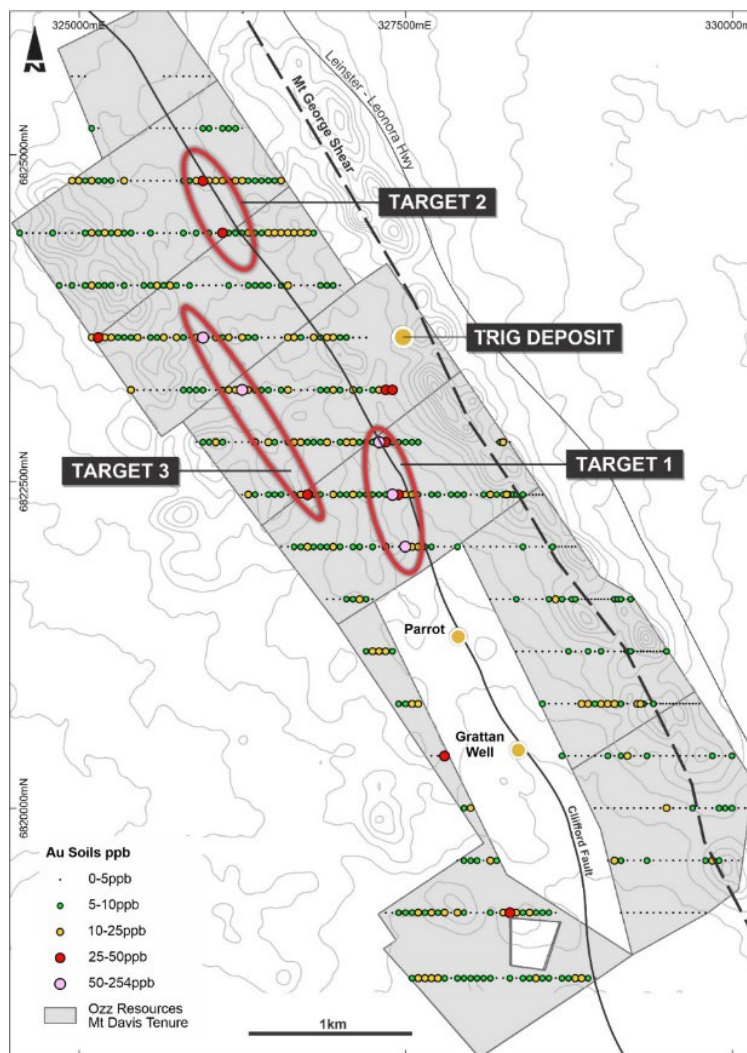 325000mE
327500mE
330000mE
N
Leinster - Leonora Hwy
Mt George Shear
6825000mN
TARGET 2
TRIG DEPOSIT
TARGET 3
TARGET 1
6822500mN
Parrot
Grattan
Well
Clifford Fault
6820000mN
Au Soils ppb
0-5ppb
5-10ppb
10-25ppb
25-50ppb
50-254ppb
Ozz Resources
Mt Davis Tenure
1km